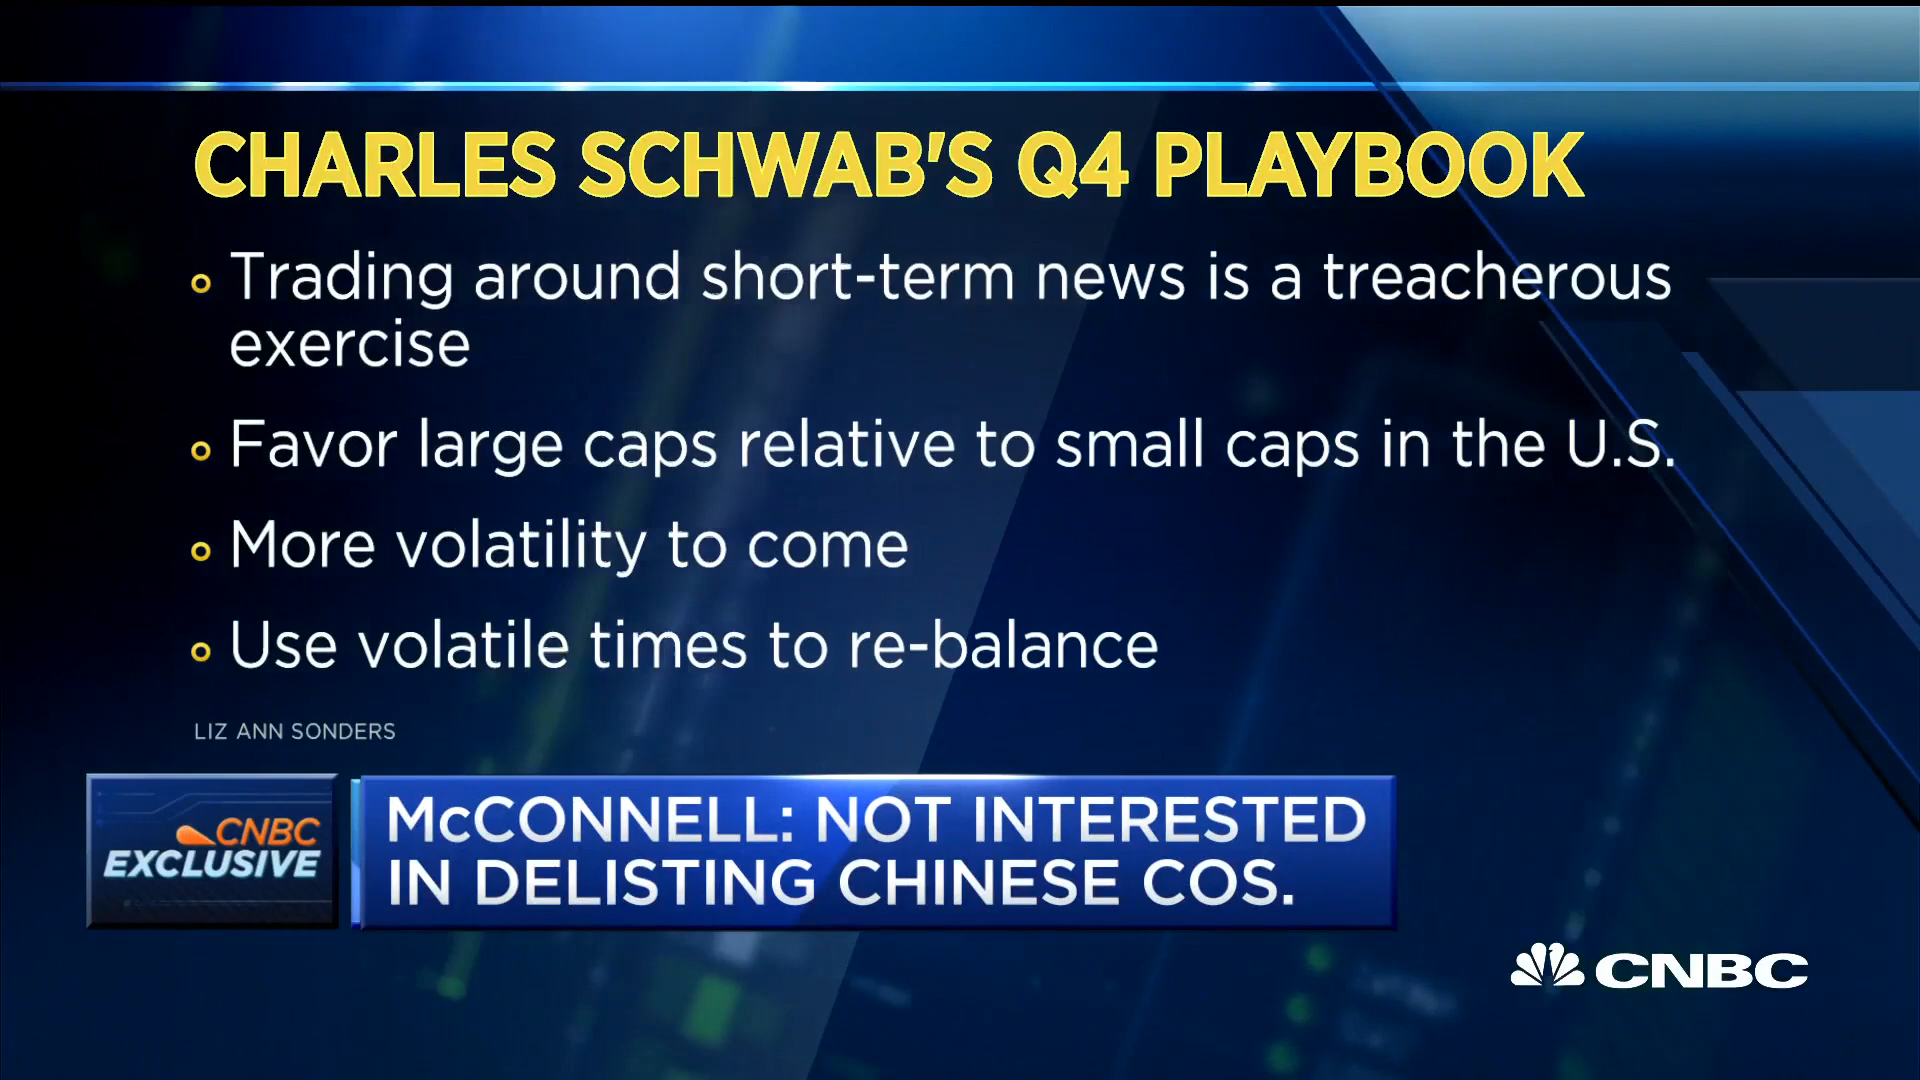 CHARLES SCHWAB'S Q4 PLAYBOOK
Trading around short-term news is a treacherous
exercise
Favor large caps relative to small caps in the U.S.
More volatility to come
Use volatile times to re-balance
LIZ ANN SONDERS
CNBC
EXCLUSIVE
McCONNELL: NOT INTERESTED
IN DELISTING CHINESE COS.
CNBC